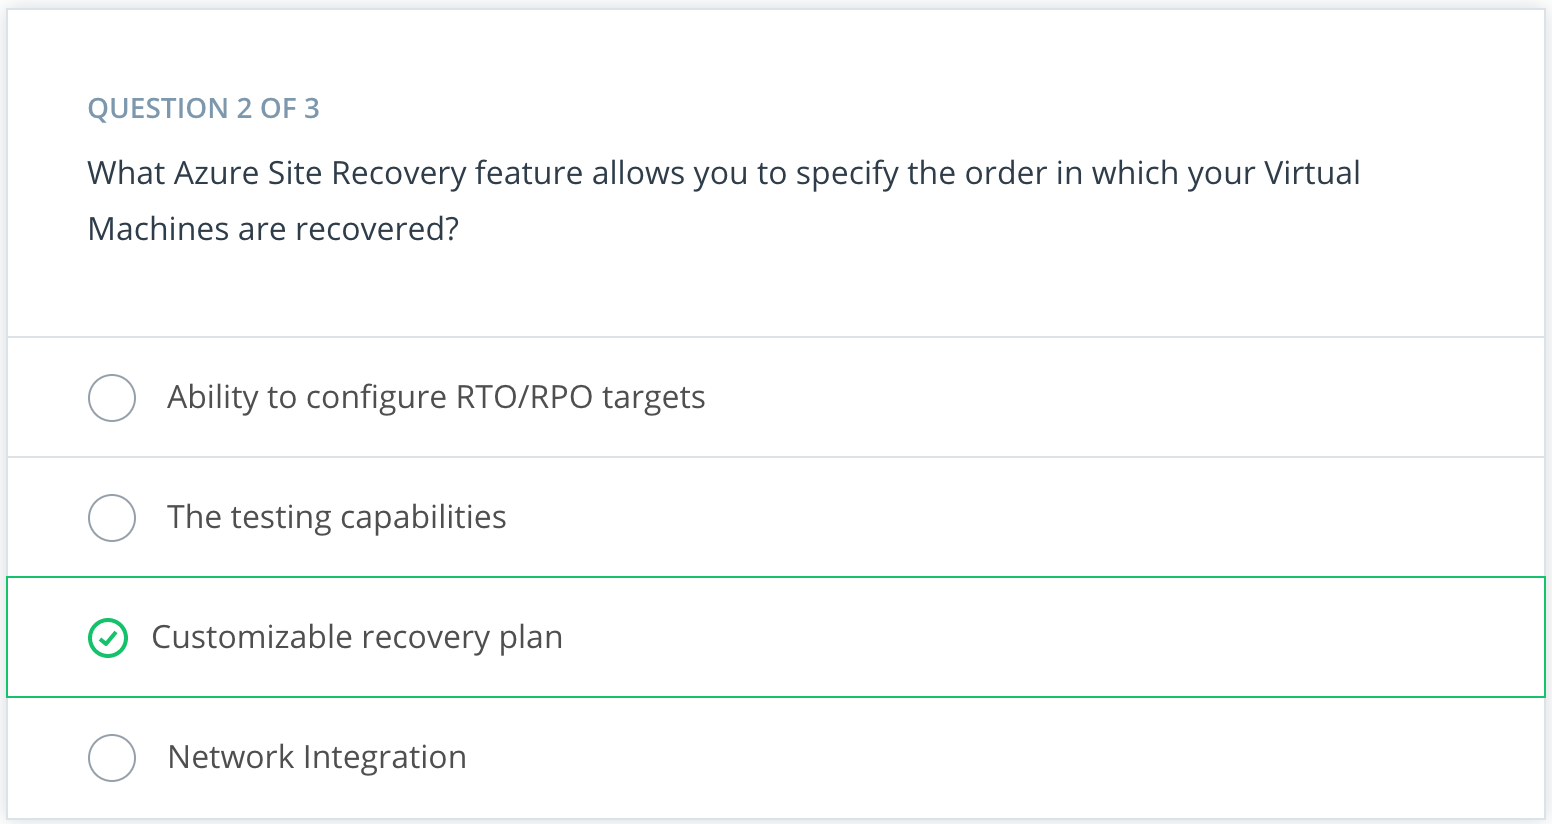 QUESTION 2 OF 3
What Azure Site Recovery feature allows you to specify the order in which your Virtual
Machines are recovered?
Ability to configure RTO/RPO targets
The testing capabilities
Customizable recovery plan
Network Integration